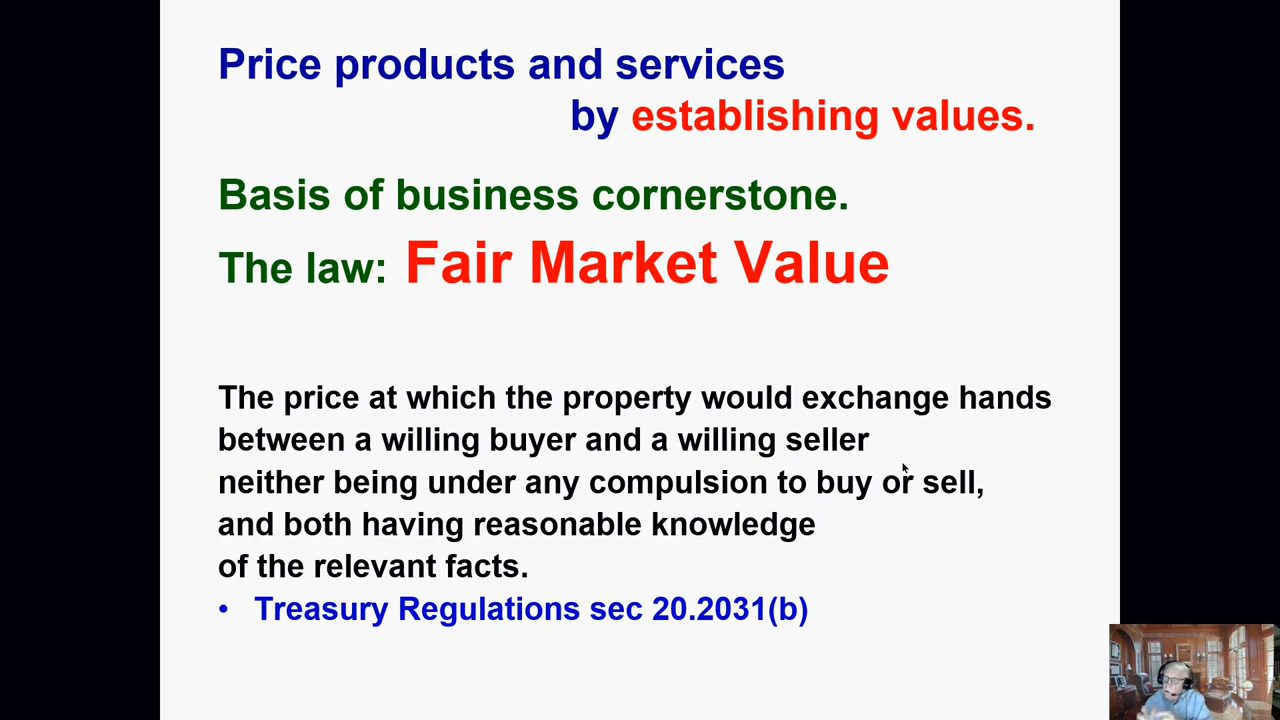 Price products and services
by establishing values.
Basis of business cornerstone.
The law: Fair Market Value
The price at which the property would exchange hands
between a willing buyer and a willing seller
neither being under any compulsion to buy or sell,
and both having reasonable knowledge
of the relevant facts.
• Treasury Regulations sec 20.2031(b)